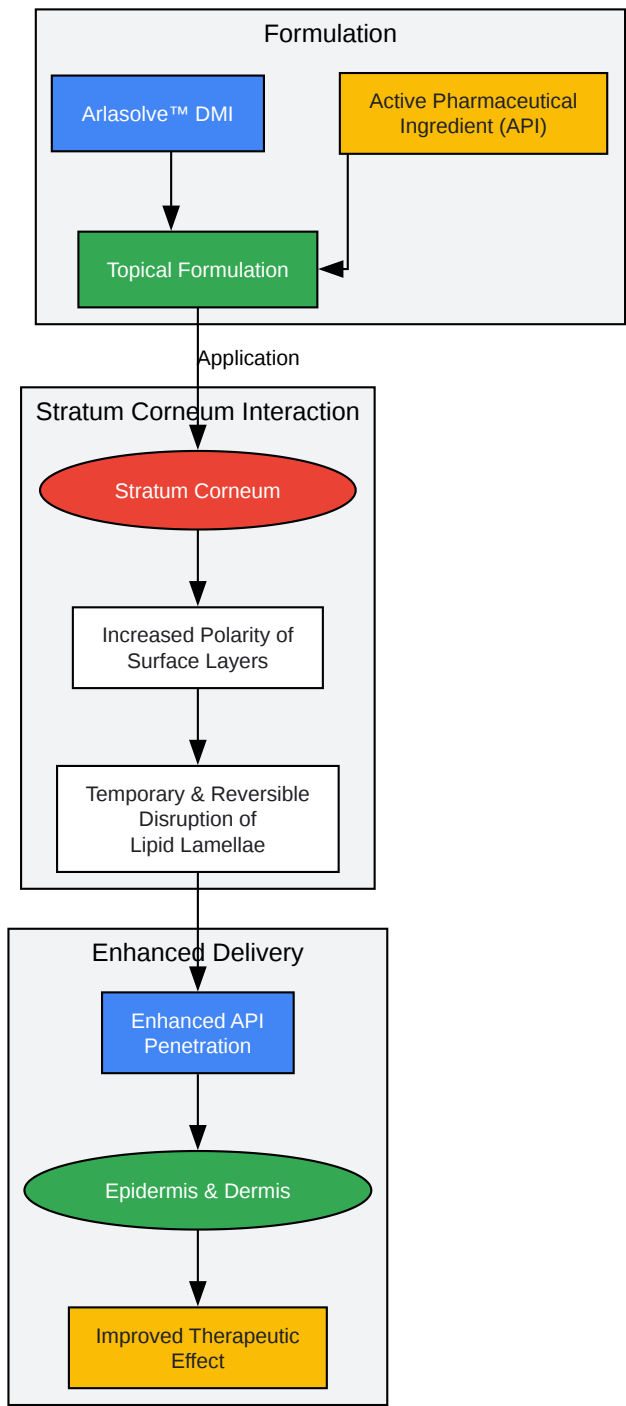 Formulation
Arlasolve™ DMI
Active Pharmaceutical
Ingredient (API)
Topical Formulation
Application
Stratum Corneum Interaction
Stratum Corneum
Increased Polarity of
Surface Layers
Temporary & Reversible
Disruption of
Lipid Lamellae
Enhanced Delivery
Enhanced API
Penetration
Epidermis & Dermis
Improved Therapeutic
Effect